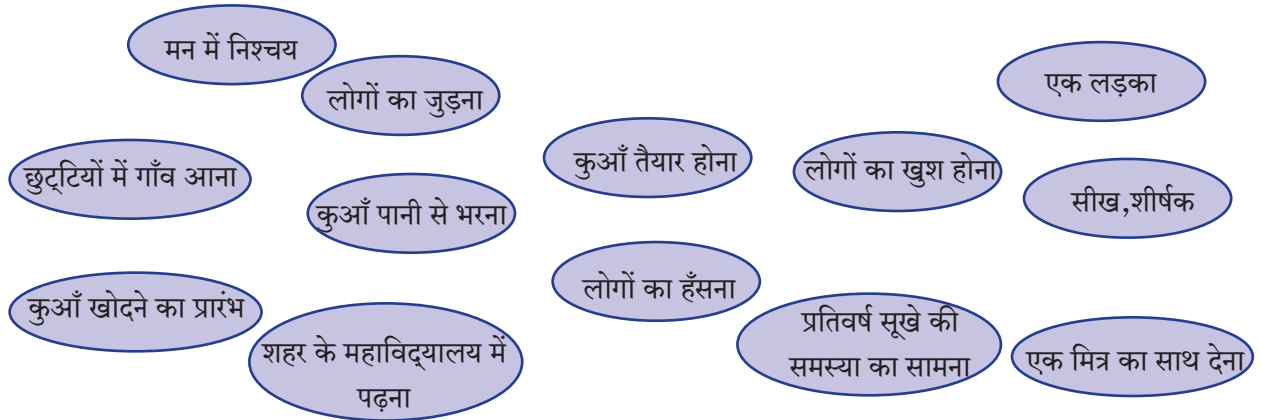 मन में निश्चय
लोगों का जुड़ना
एक लड़का
छुट्‌टियों में गाँव आना
कुआँ तैयार होना
लोगों का खुश होना
कुआँ पानी से भरना
सीख,शीर्षक
लोगों का हँसना
कुआँ खोदने का प्रारंभ
शहर के महाविद्‌यालय में
पढ़ना
प्रतिवर्ष सूखे की
समस्या का सामना
एक मित्र का साथ देना